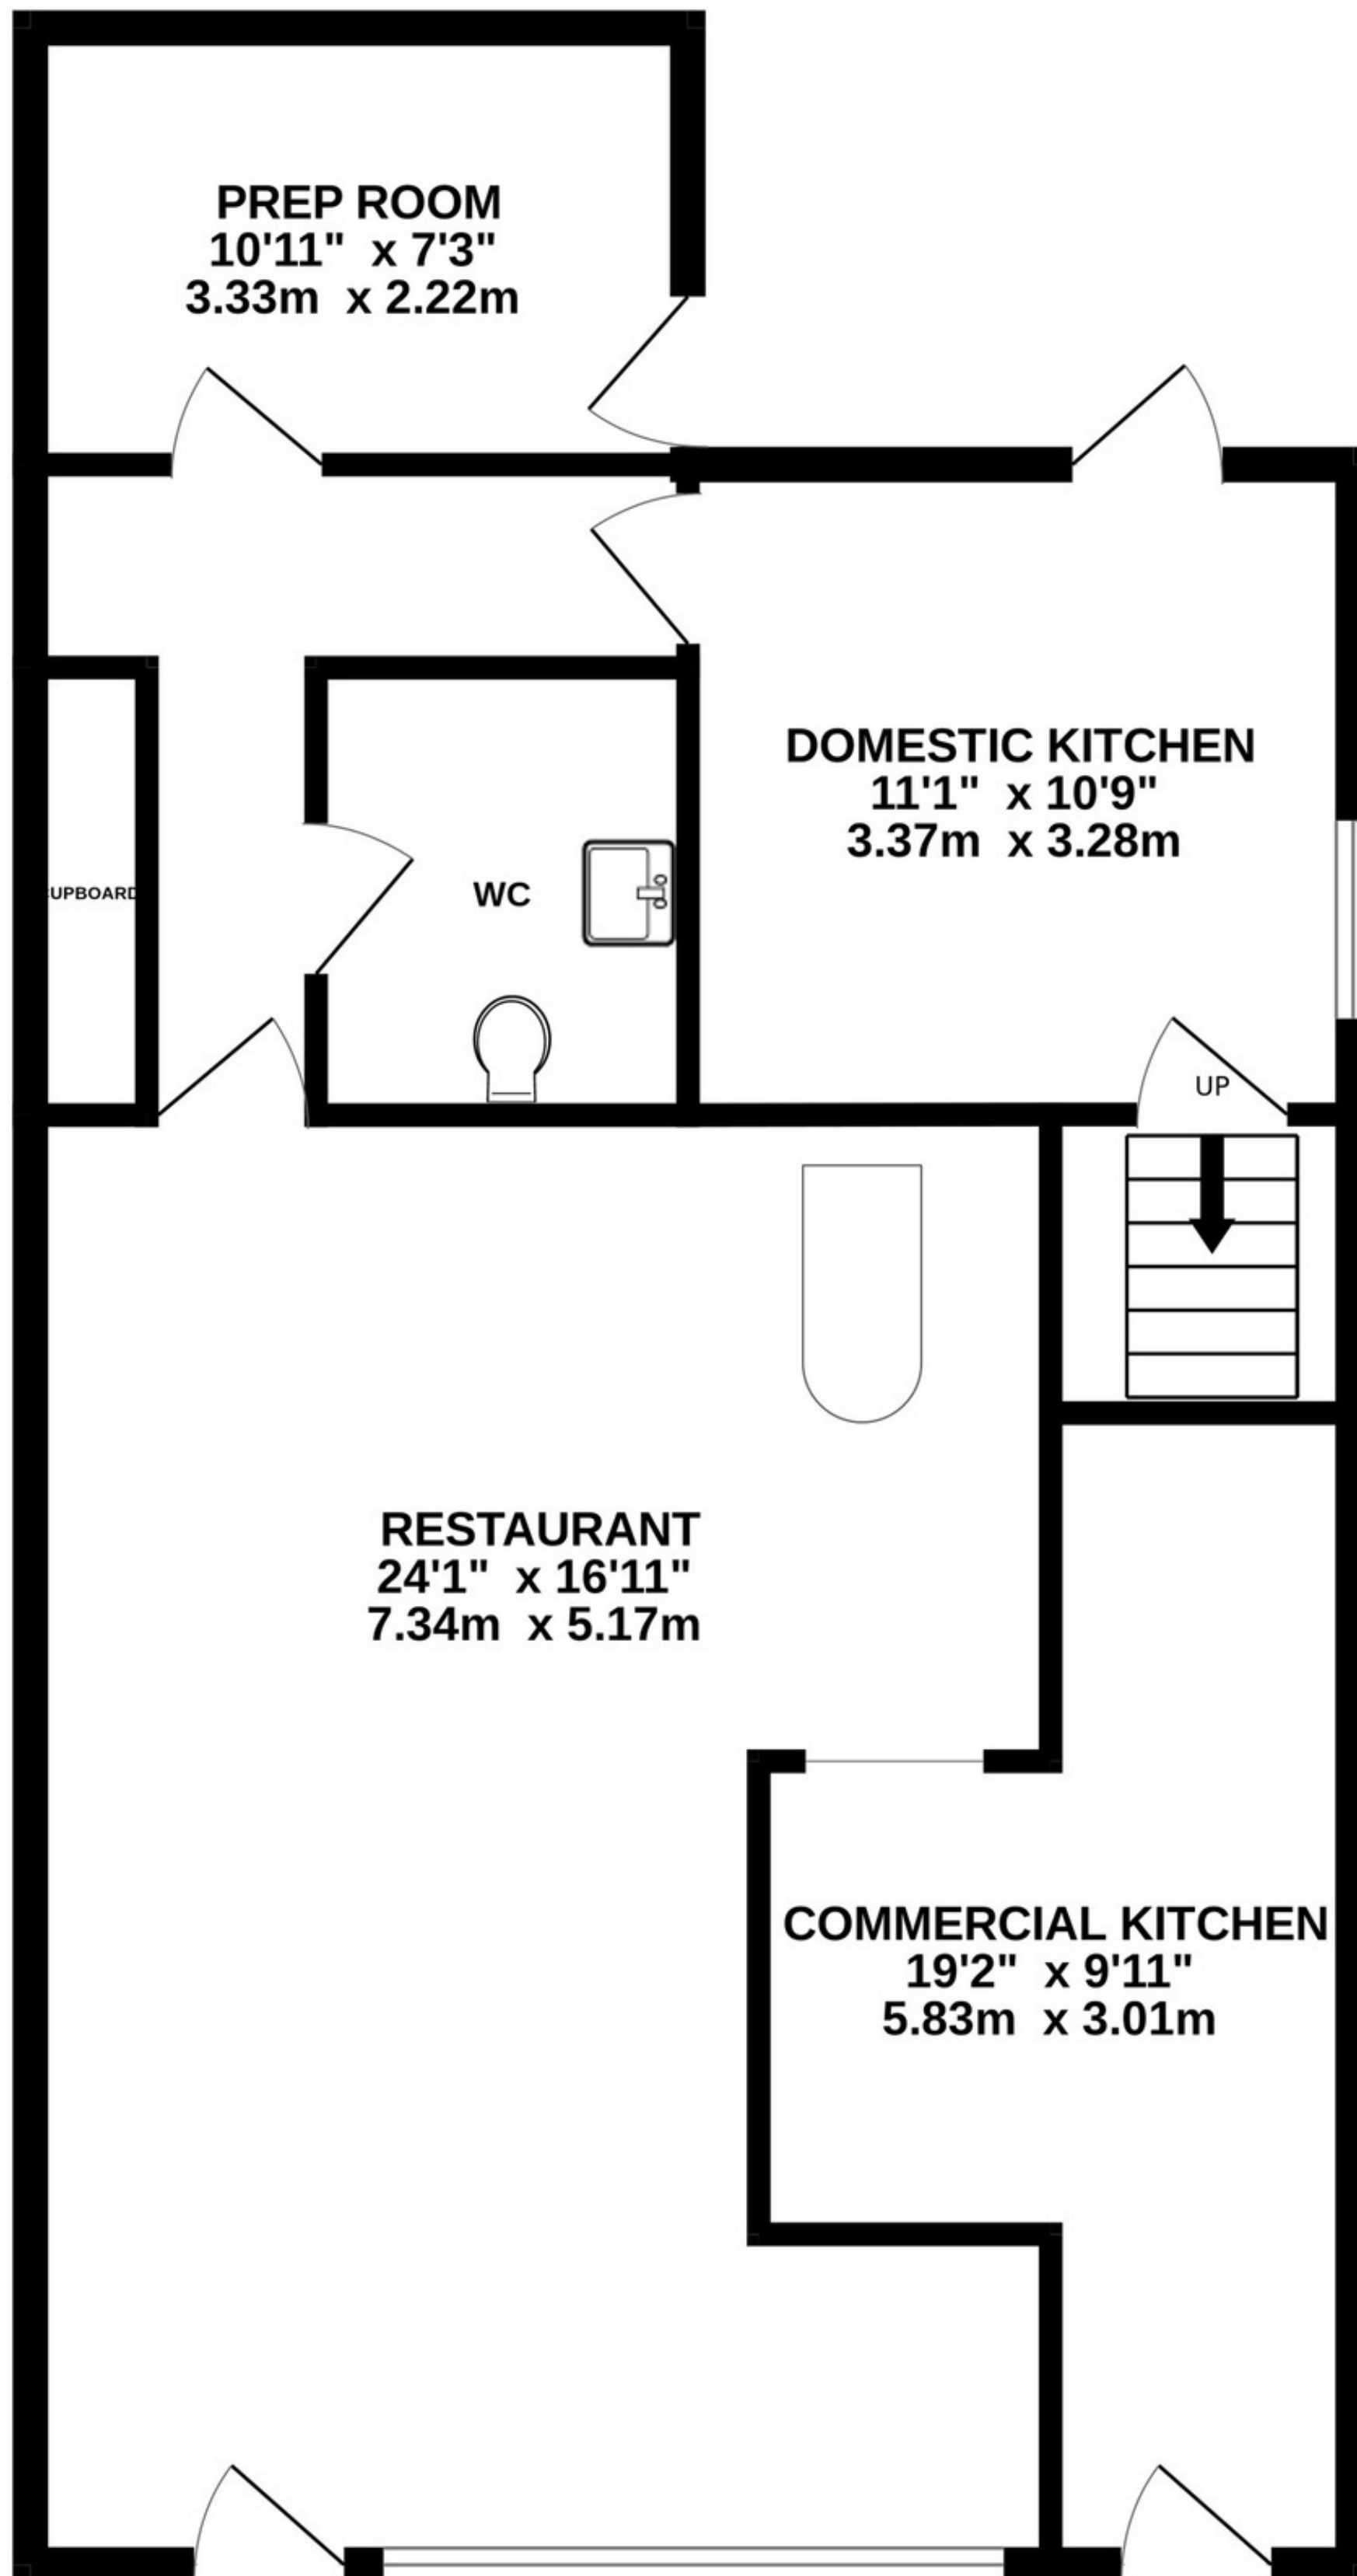 PREP ROOM
10'11" x 7'3"
3.33m x 2.22m
DOMESTIC KITCHEN
11'1" x 10'9"
3.37m x 3.28m
UPBOARD
WC
UP
RESTAURANT
24'1" x 16'11"
7.34m x 5.17m
COMMERCIAL KITCHEN
19'2" x 9'11"
5.83m x 3.01m